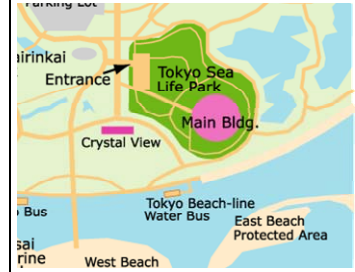 Parking Lot
airinkai
Entrance
Tokyo Sea
Life Park
Main Bldg.
Crystal View
Tokyo Beach-line
Water Bus
Bus
East Beach
Protected Area
sai
rine
West Beach